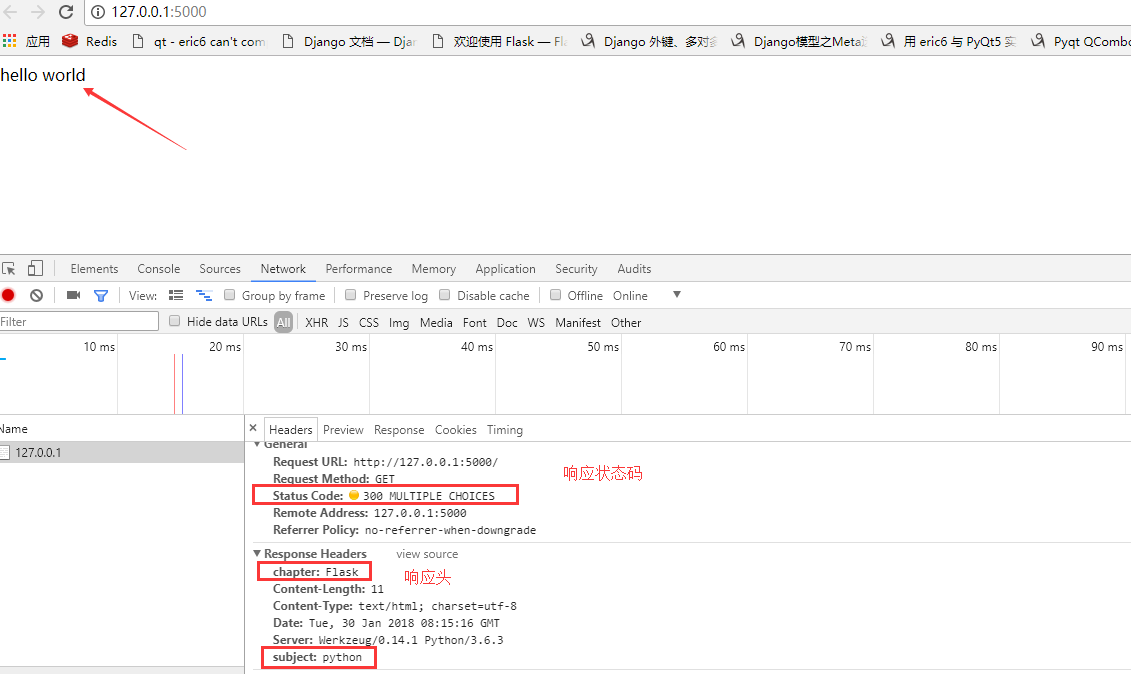 127.0.0.1:5000
应用 Redis qt - eric6 can't com Django 文档 — Djan 欢迎使用 Flask — Fla Django 外键、多对多 Django模型之Meta 用 eric6 与 PyQt5 实 Pyqt QCombo
hello world
Elements Console Sources Network Performance Memory Application Security Audits
View: Group by frame Preserve log Disable cache Offline Online
Filter Hide data URLs All XHR JS CSS Img Media Font Doc WS Manifest Other
10 ms 20 ms 30 ms 40 ms 50 ms 60 ms 70 ms 80 ms 90 ms
Name × Headers Preview Response Cookies Timing
127.0.0.1
General
Request URL: http://127.0.0.1:5000/
响应状态码
Request Method: GET
Status Code: 300 MULTIPLE CHOICES
Remote Address: 127.0.0.1:5000
Referrer Policy: no-referrer-when-downgrade
Response Headers view source
chapter: Flask
响应头
Content-Length: 11
Content-Type: text/html; charset=utf-8
Date: Tue, 30 Jan 2018 08:15:16 GMT
Server: Werkzeug/0.14.1 Python/3.6.3
subject: python